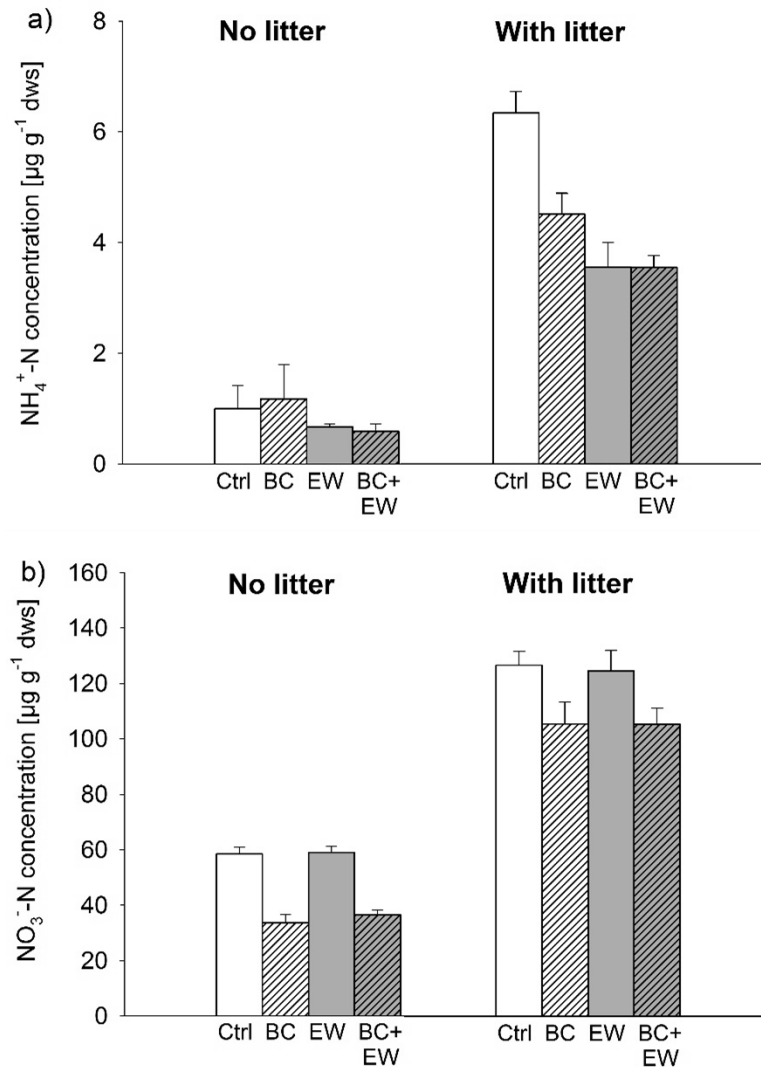 a)
No litter
With litter
NH₄⁺-N concentration [µg g⁻¹ dws]
8
6
4
2
0
Ctrl BC EW BC+
EW
Ctrl BC EW BC+
EW
b)
No litter
With litter
NO₃⁻-N concentration [µg g⁻¹ dws]
160
140
120
100
80
60
40
20
0
Ctrl BC EW BC+
EW
Ctrl BC EW BC+
EW